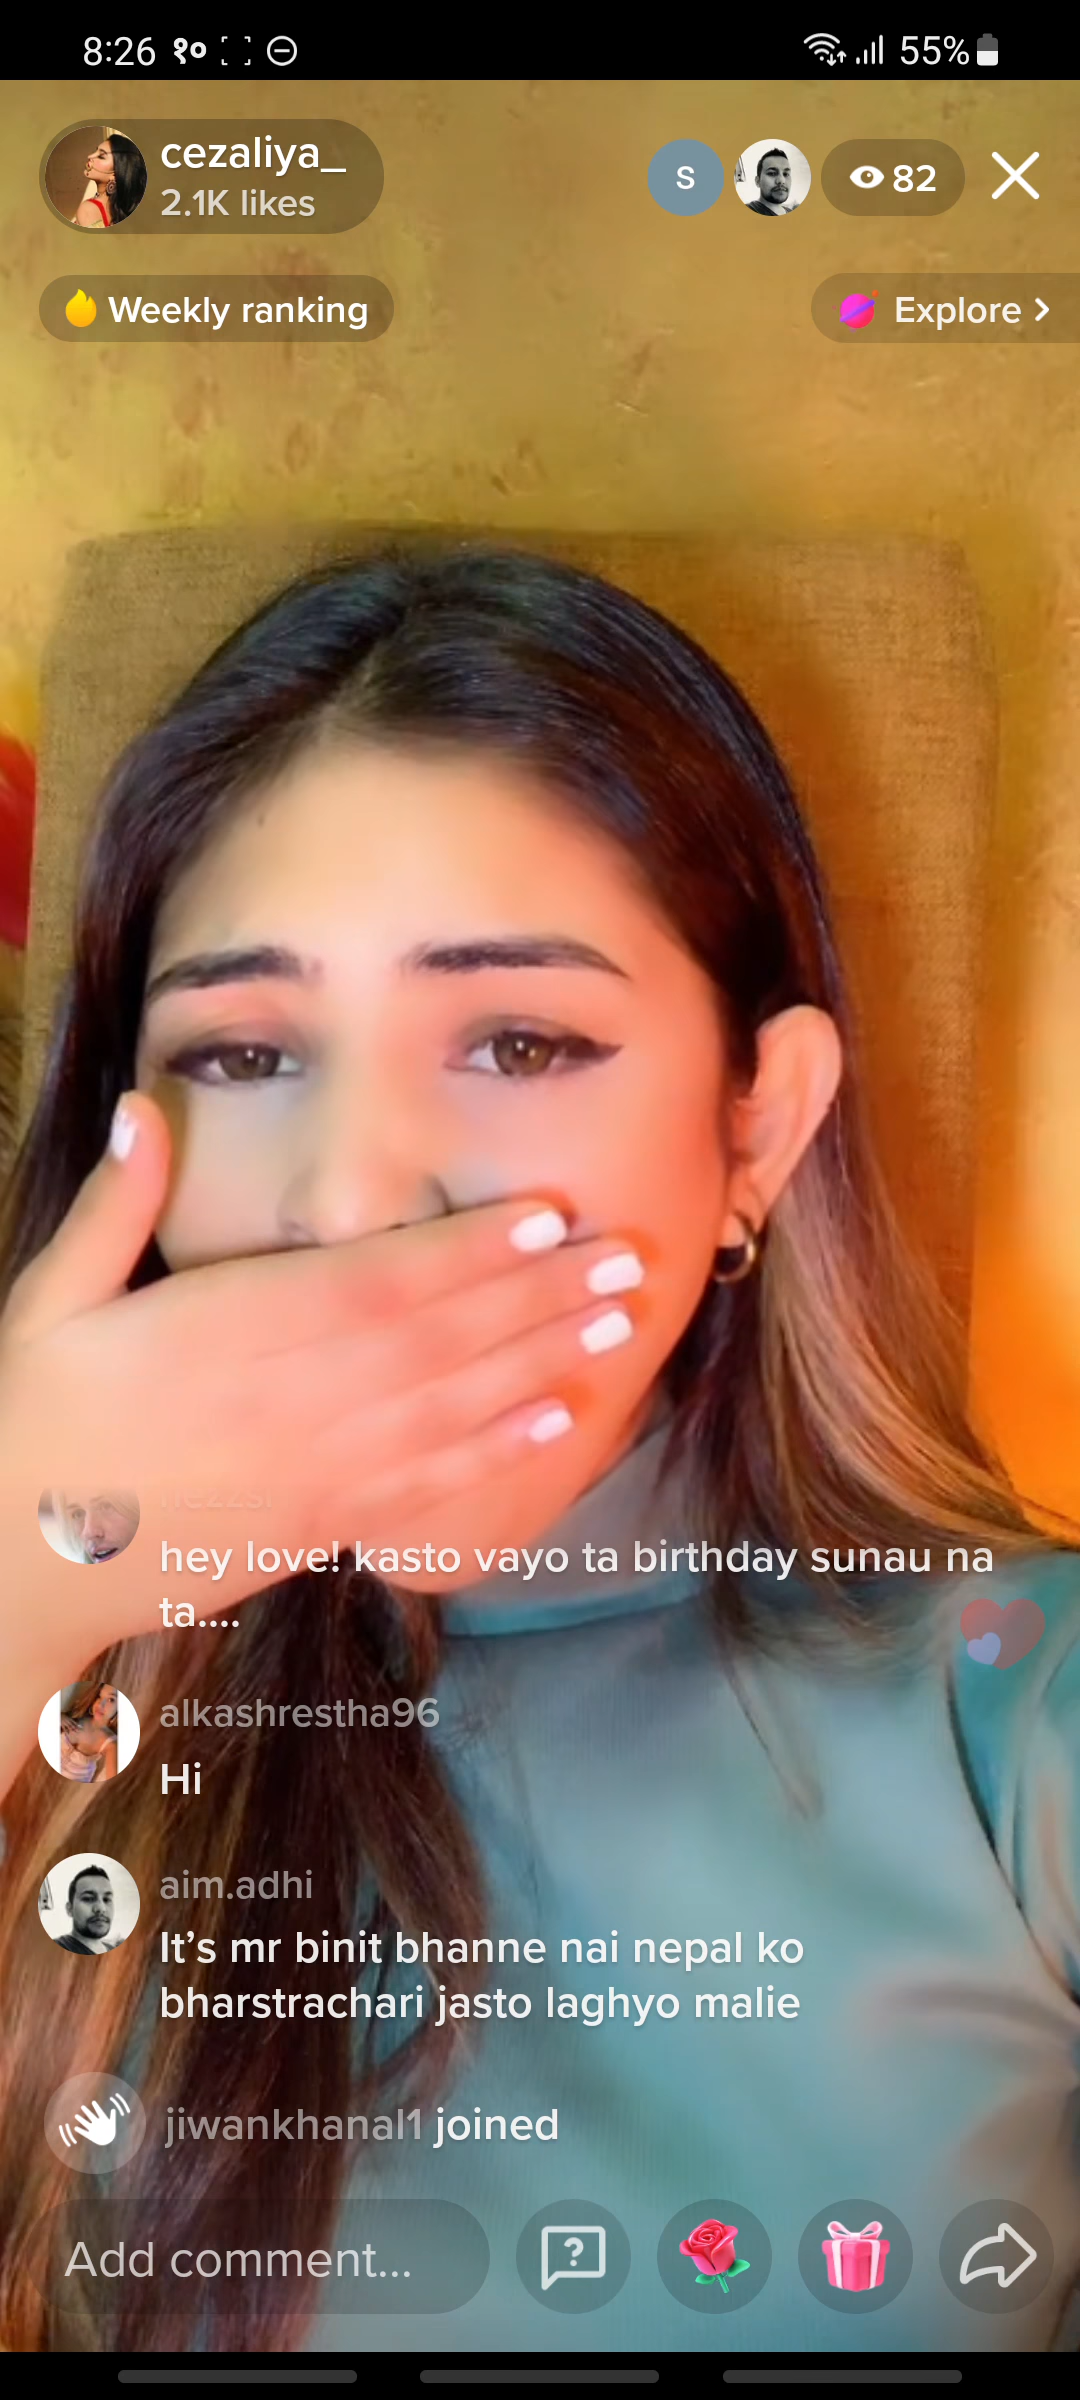 8:26 १० 55%
cezaliya_
2.1K likes
S
82
Weekly ranking
Explore
hey love! kasto vayo ta birthday sunau na
ta....
alkashrestha96
Hi
aim.adhi
It's mr binit bhanne nai nepal ko
bharstrachari jasto laghyo malie
jiwankhanal1 joined
Add comment...